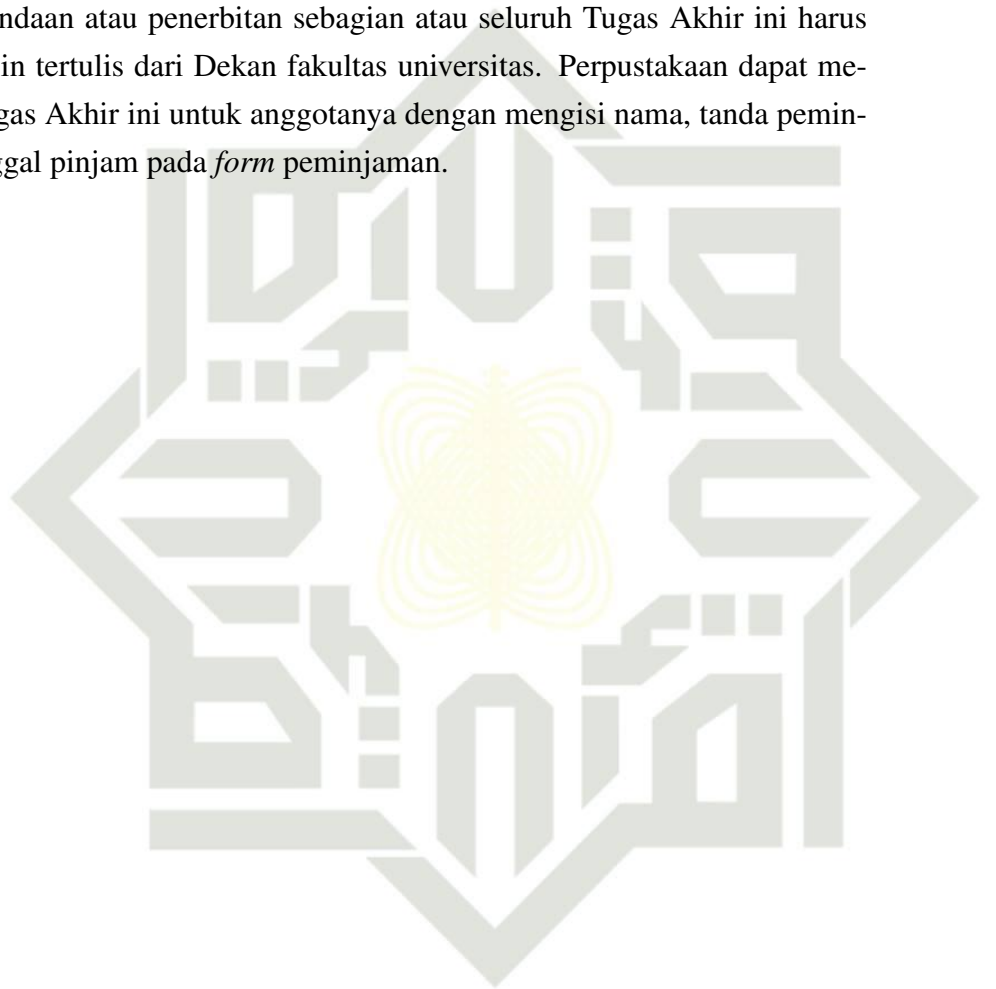 ndaan atau penerbitan sebagian atau seluruh Tugas Akhir ini harus
in tertulis dari Dekan fakultas universitas. Perpustakaan dapat me-
gas Akhir ini untuk anggotanya dengan mengisi nama, tanda pemin-
ggal pinjam pada form peminjaman.